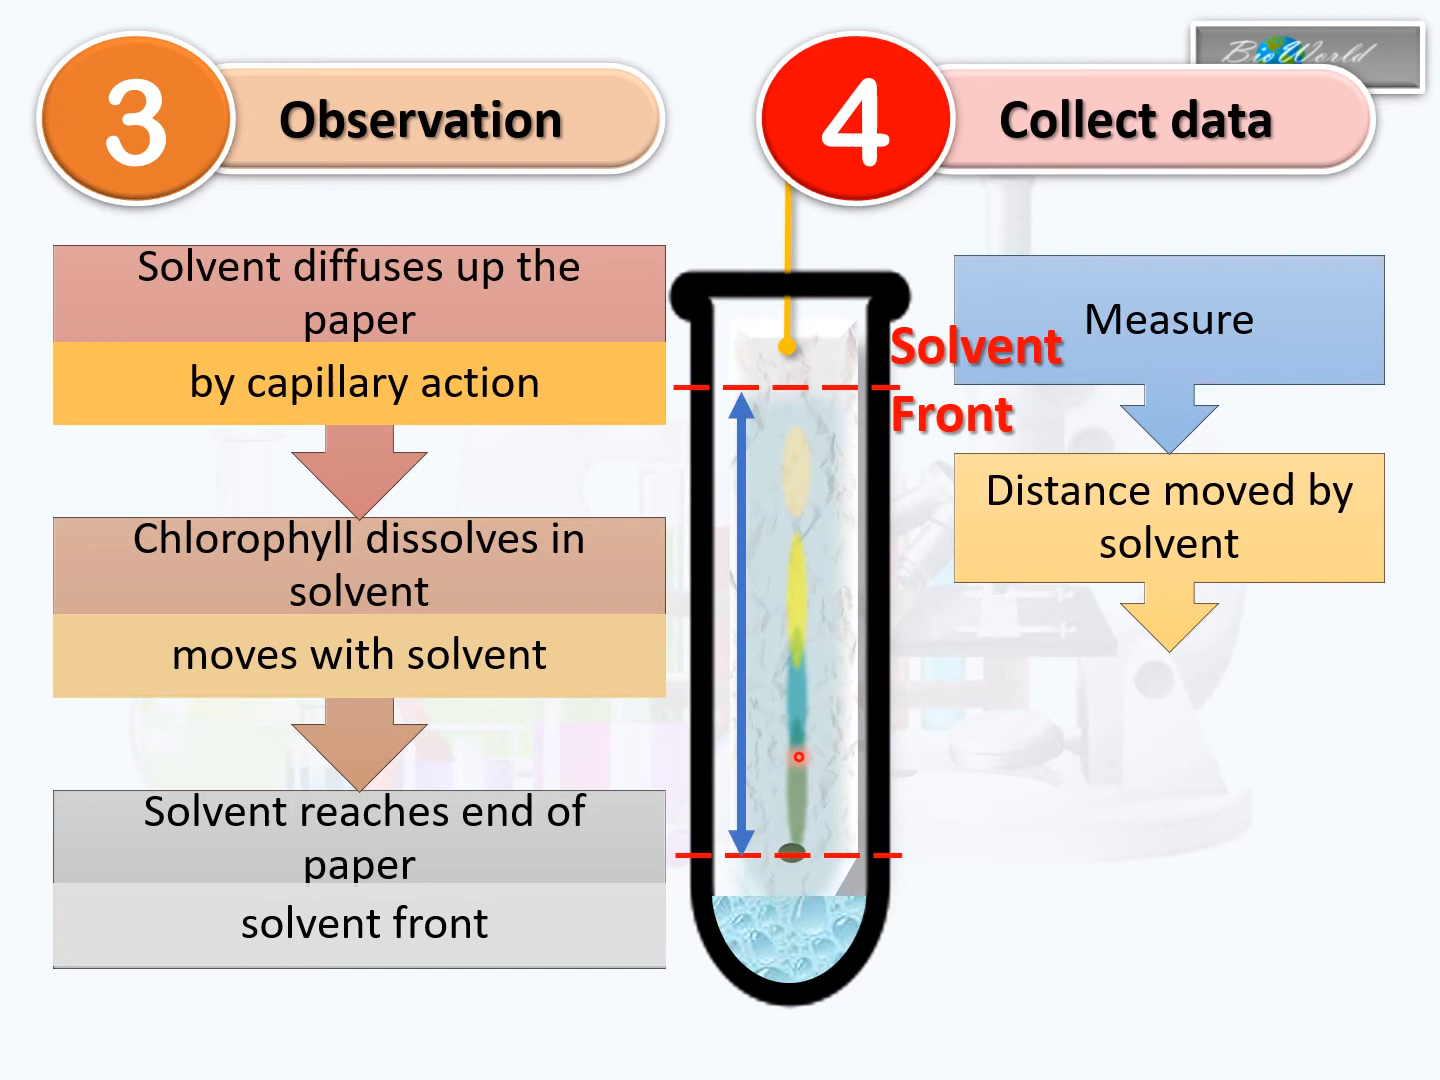 3
Observation
4
Collect data
BioWorld
Solvent diffuses up the
paper
by capillary action
Chlorophyll dissolves in
solvent
moves with solvent
Solvent reaches end of
paper
solvent front
Solvent
Front
Measure
Distance moved by
solvent